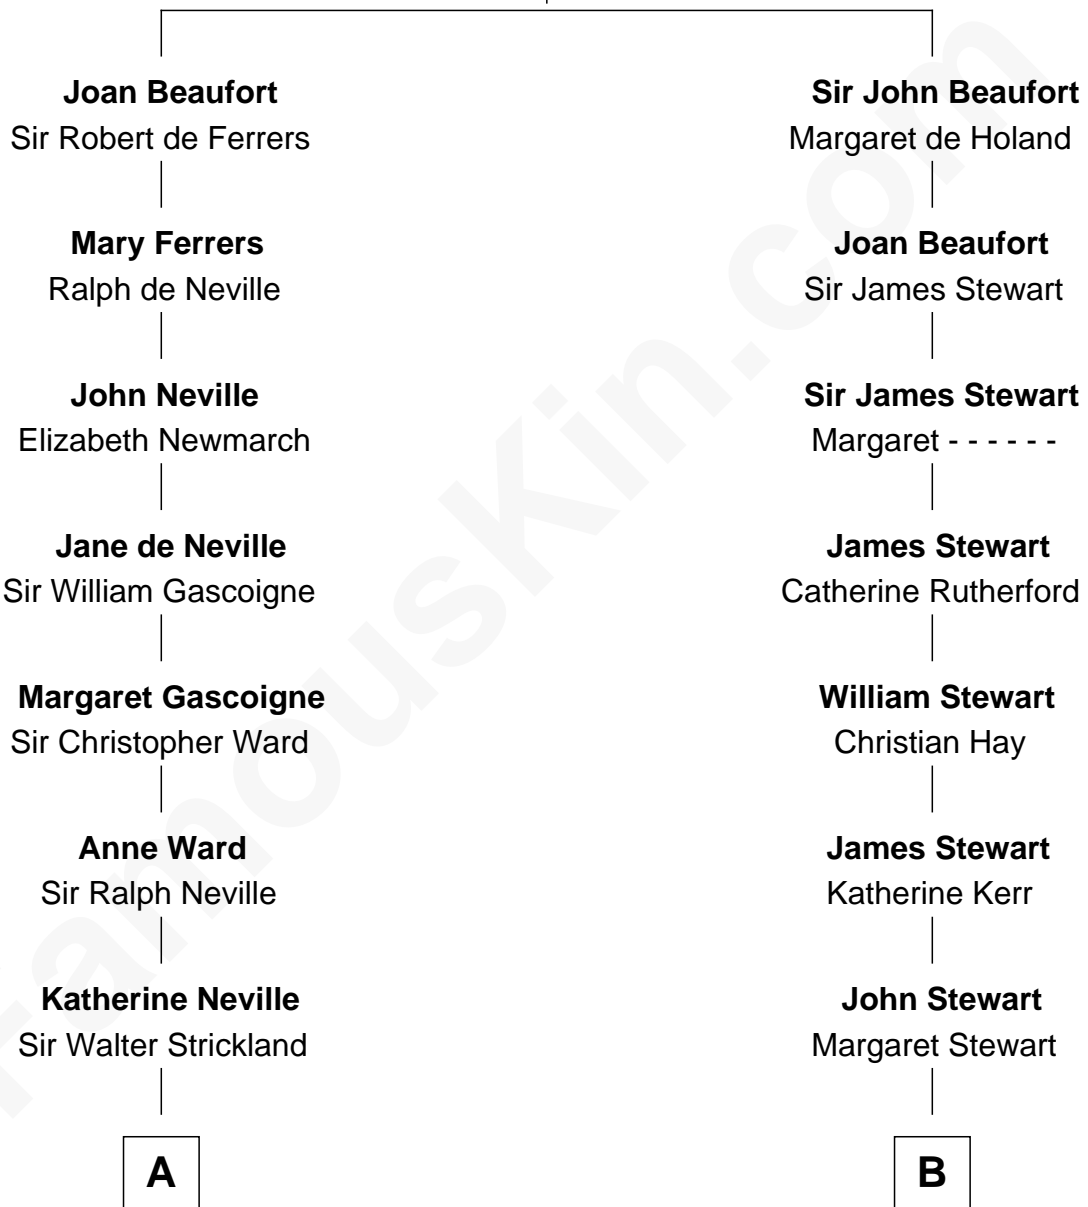 Joan Beaufort
Sir Robert de Ferrers
Mary Ferrers
Ralph de Neville
John Neville
Elizabeth Newmarch
Jane de Neville
Sir William Gascoigne
Margaret Gascoigne
Sir Christopher Ward
Anne Ward
Sir Ralph Neville
Katherine Neville
Sir Walter Strickland
A
Sir John Beaufort
Margaret de Holand
Joan Beaufort
Sir James Stewart
Sir James Stewart
Margaret - - - - - -
James Stewart
Catherine Rutherford
William Stewart
Christian Hay
James Stewart
Katherine Kerr
John Stewart
Margaret Stewart
B
FamousKin.com